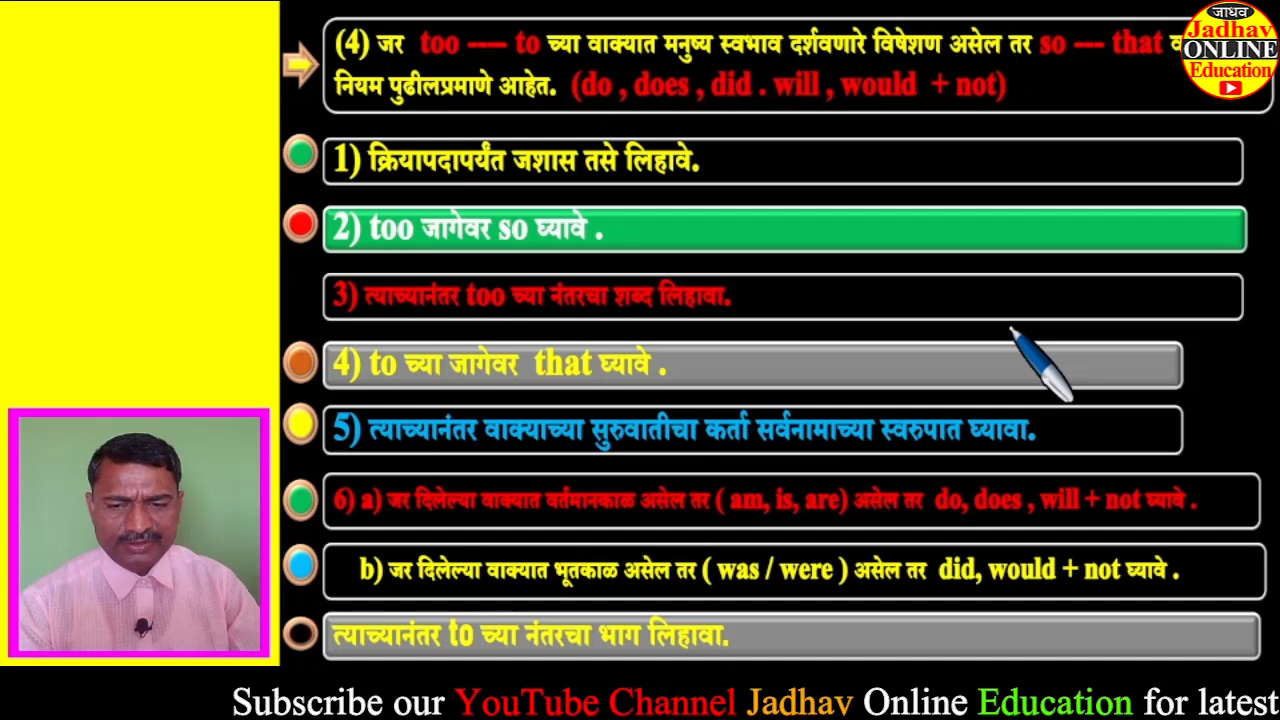 (4) जर too ---- to च्या वाक्यात मनुष्य स्वभाव दर्शवणारे विषेशण असेल तर so --- that
नियम पुढीलप्रमाणे आहेत. (do , does , did . will , would + not)
जाधव
Jadhav
ONLINE
Education
1) क्रियापदापर्यंत जशास तसे लिहावे.
2) too जागेवर so घ्यावे .
3) त्याच्यानंतर too च्या नंतरचा शब्द लिहावा.
4) to च्या जागेवर that घ्यावे .
5) त्याच्यानंतर वाक्याच्या सुरुवातीचा कर्ता सर्वनामाच्या स्वरुपात घ्यावा.
6) a) जर दिलेल्या वाक्यात वर्तमानकाळ असेल तर ( am, is, are) असेल तर do, does , will + not घ्यावे .
b) जर दिलेल्या वाक्यात भूतकाळ असेल तर ( was / were ) असेल तर did, would + not घ्यावे .
त्याच्यानंतर to च्या नंतरचा भाग लिहावा.
Subscribe our YouTube Channel Jadhav Online Education for latest